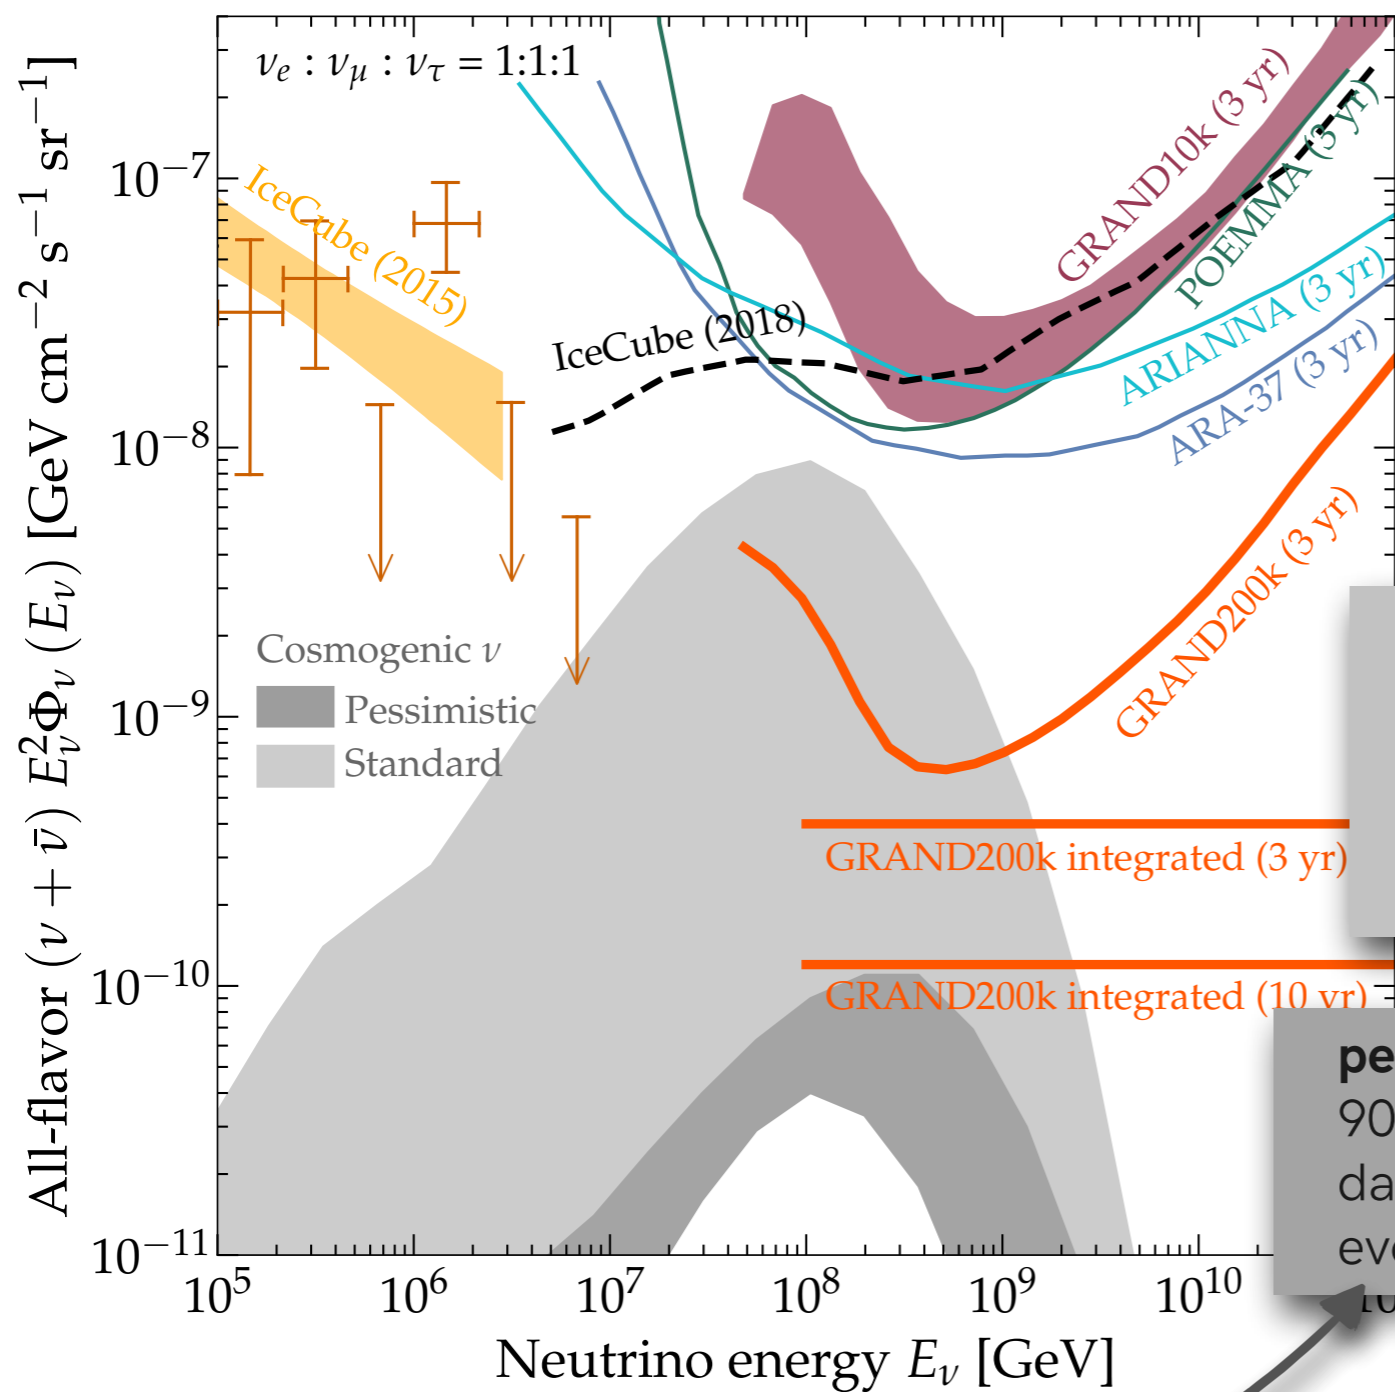 νe : νμ : ντ = 1:1:1
All-flavor (ν + ν̄) Eν² Φν (Eν) [GeV cm⁻² s⁻¹ sr⁻¹]
10⁻⁷
10⁻⁸
10⁻⁹
10⁻¹⁰
10⁻¹¹
IceCube (2015)
IceCube (2018)
GRAND10k (3 yr)
POEMMA (3 yr)
ARIANNA (3 yr)
ARA-37 (3 yr)
GRAND200k (3 yr)
Cosmogenic ν
Pessimistic
Standard
GRAND200k integrated (3 yr)
GRAND200k integrated (10 yr)
90
10⁵ 10⁶ 10⁷ 10⁸ 10⁹ 10¹⁰
Neutrino energy Eν [GeV]